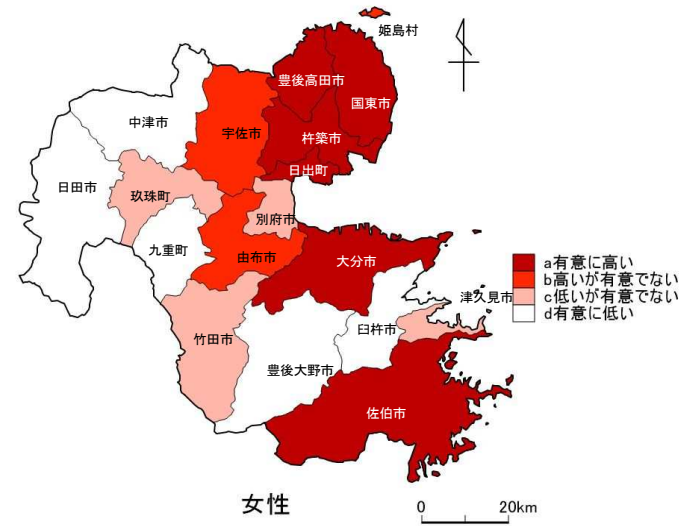 姫島村
豊後高田市
国東市
中津市
宇佐市
杵築市
日出町
日田市
玖珠町
別府市
九重町
由布市
大分市
a有意に高い
b高いが有意でない
c低いが有意でない
d有意に低い
津久見市
臼杵市
竹田市
豊後大野市
佐伯市
女性
0 20km